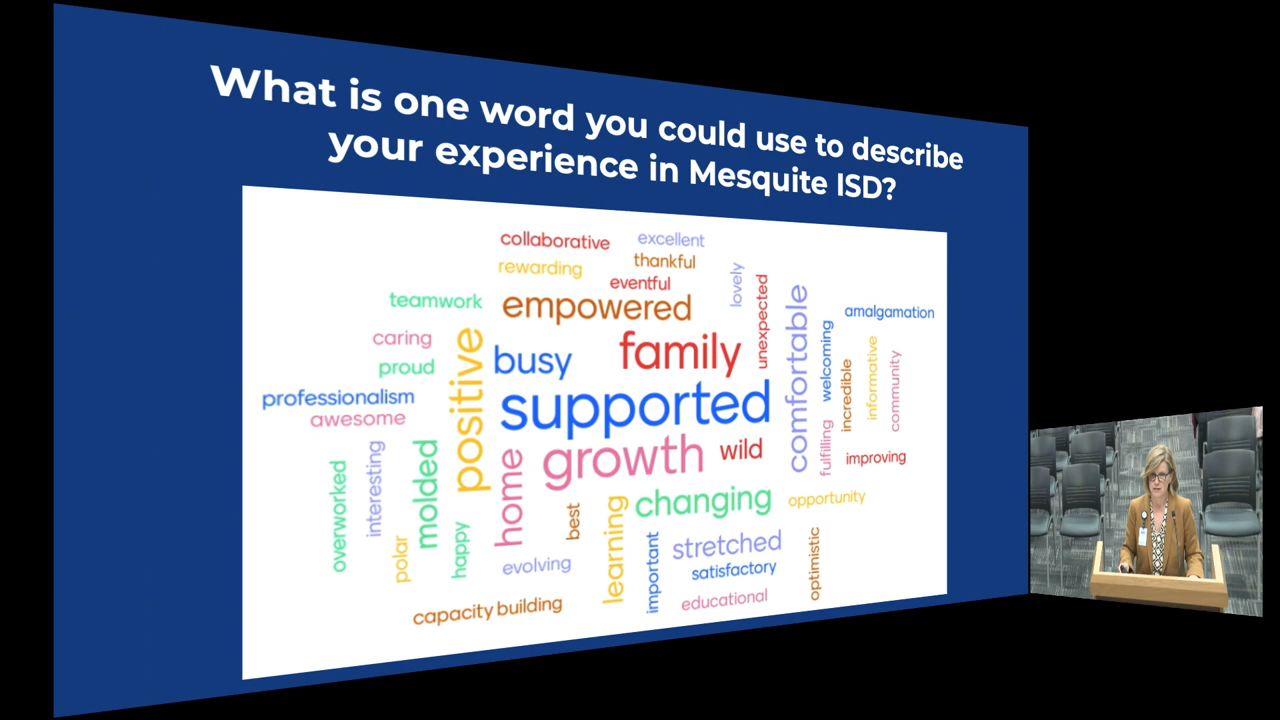 What is one word you could use to describe
your experience in Mesquite ISD?
collaborative
excellent
rewarding
thankful
eventful
lovely
unexpected
teamwork
empowered
comfortable
amalgamation
caring
positive
busy
family
welcoming
incredible
informative
community
proud
professionalism
awesome
supported
fulfilling
improving
overworked
interesting
molded
home
growth
wild
polar
happy
best
learning
changing
opportunity
evolving
important
stretched
satisfactory
optimistic
capacity building
educational